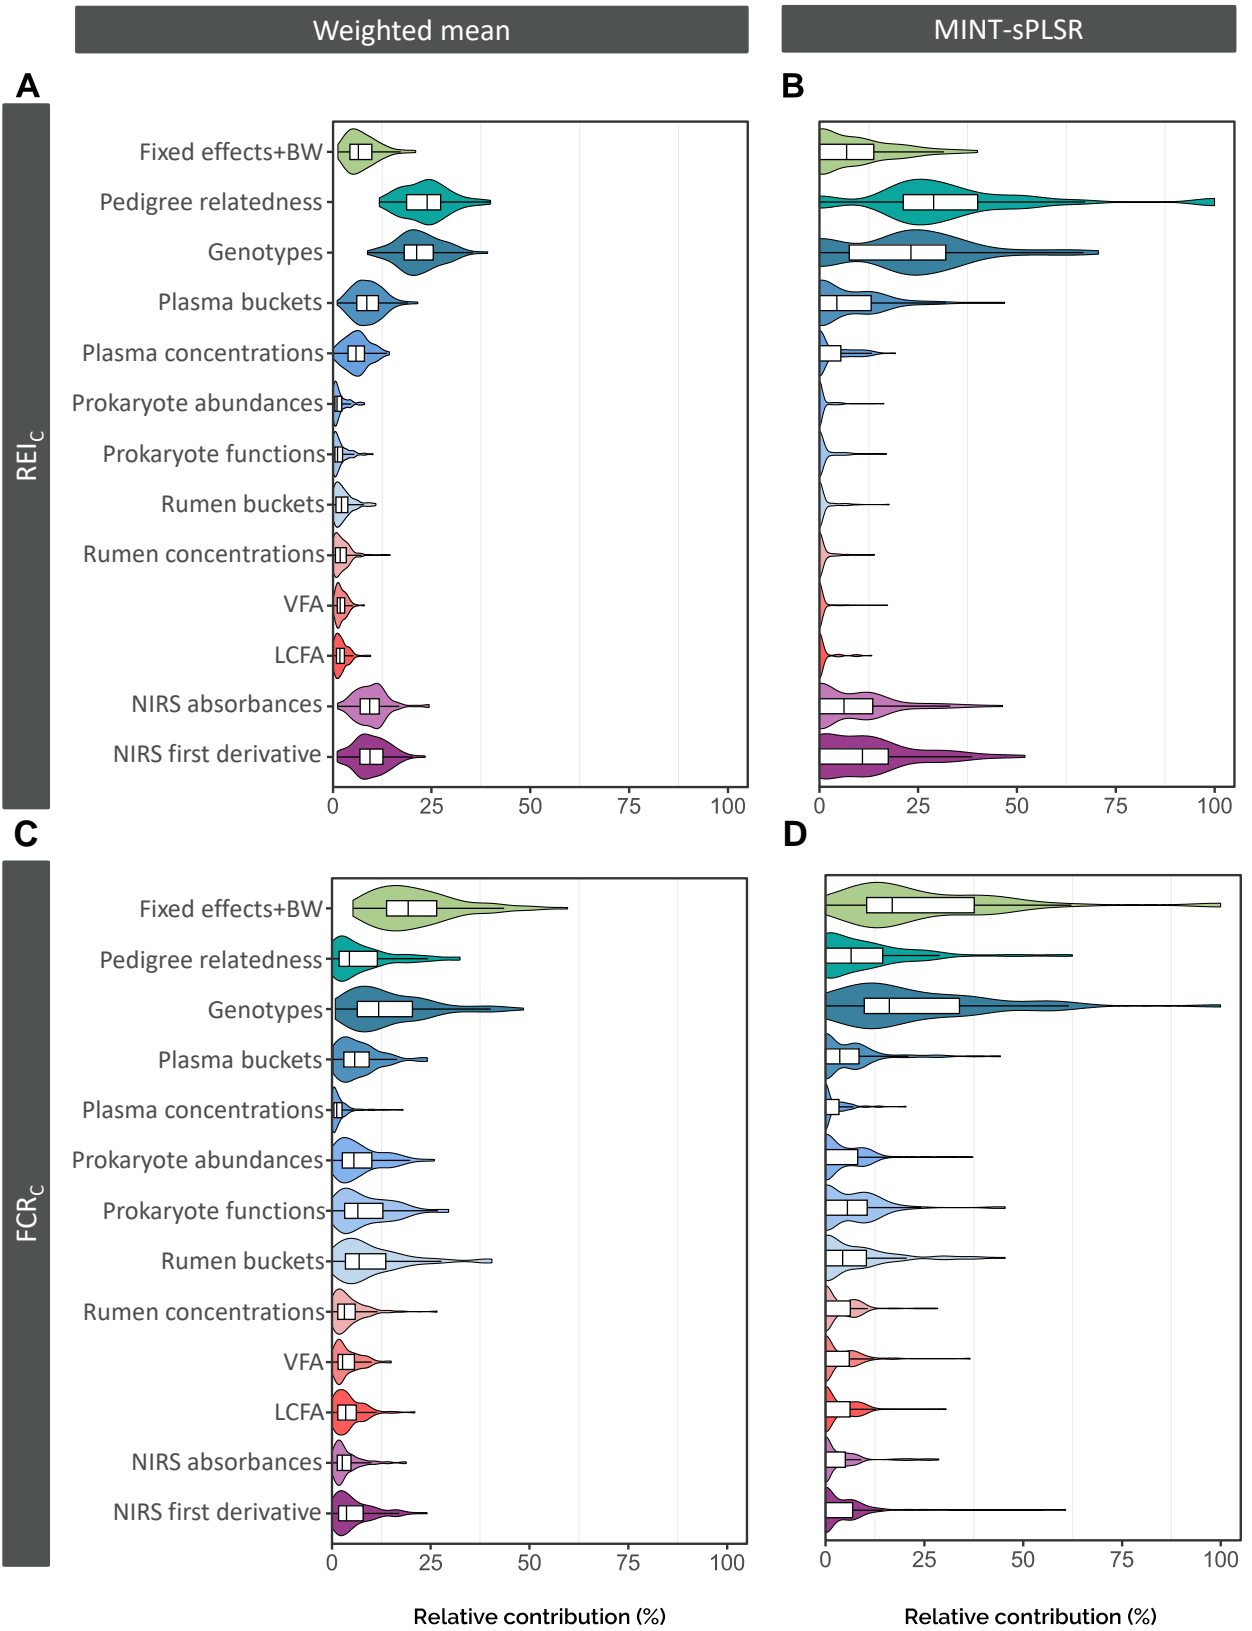 Weighted mean
MINT-sPLSR
A
B
REI_C
Fixed effects+BW
Pedigree relatedness
Genotypes
Plasma buckets
Plasma concentrations
Prokaryote abundances
Prokaryote functions
Rumen buckets
Rumen concentrations
VFA
LCFA
NIRS absorbances
NIRS first derivative
0 25 50 75 100
0 25 50 75 100
C
D
FCR_C
Fixed effects+BW
Pedigree relatedness
Genotypes
Plasma buckets
Plasma concentrations
Prokaryote abundances
Prokaryote functions
Rumen buckets
Rumen concentrations
VFA
LCFA
NIRS absorbances
NIRS first derivative
0 25 50 75 100
0 25 50 75 100
Relative contribution (%)
Relative contribution (%)